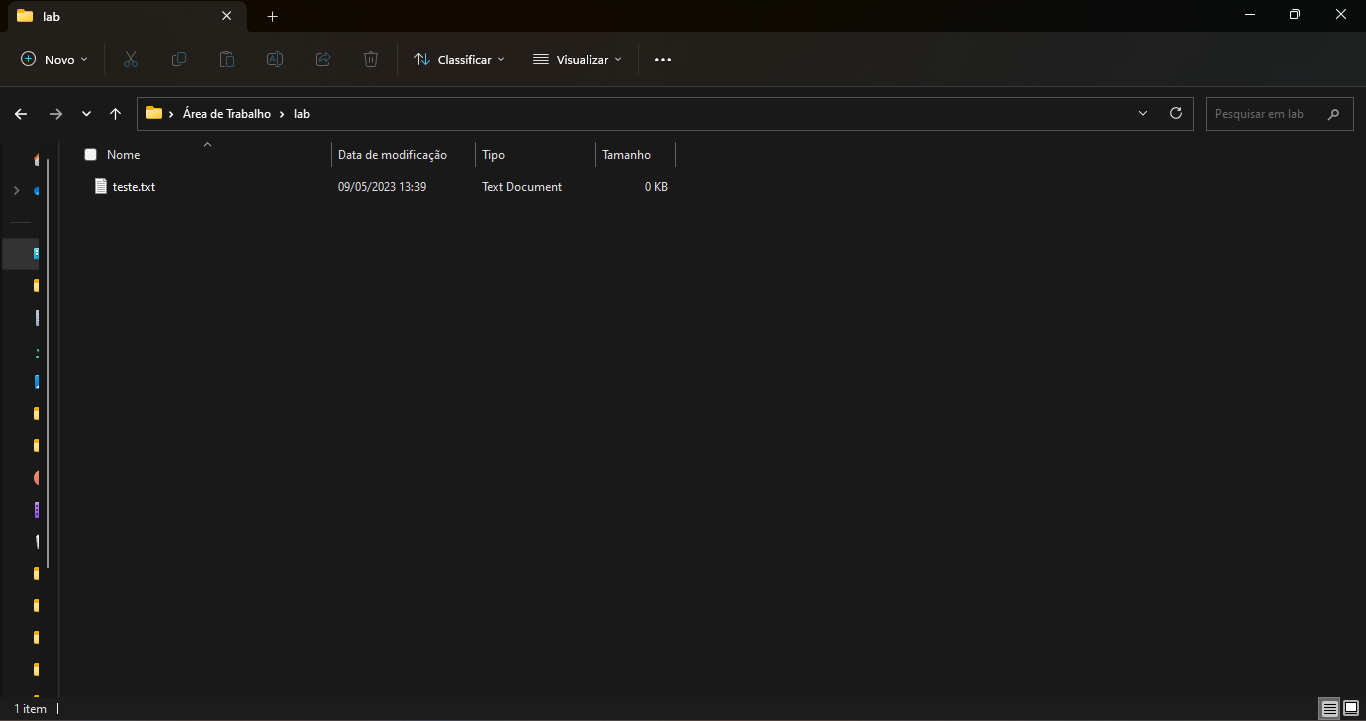 lab
Novo Classificar Visualizar
Área de Trabalho lab Pesquisar em lab
Nome Data de modificação Tipo Tamanho
teste.txt 09/05/2023 13:39 Text Document 0 KB
1 item